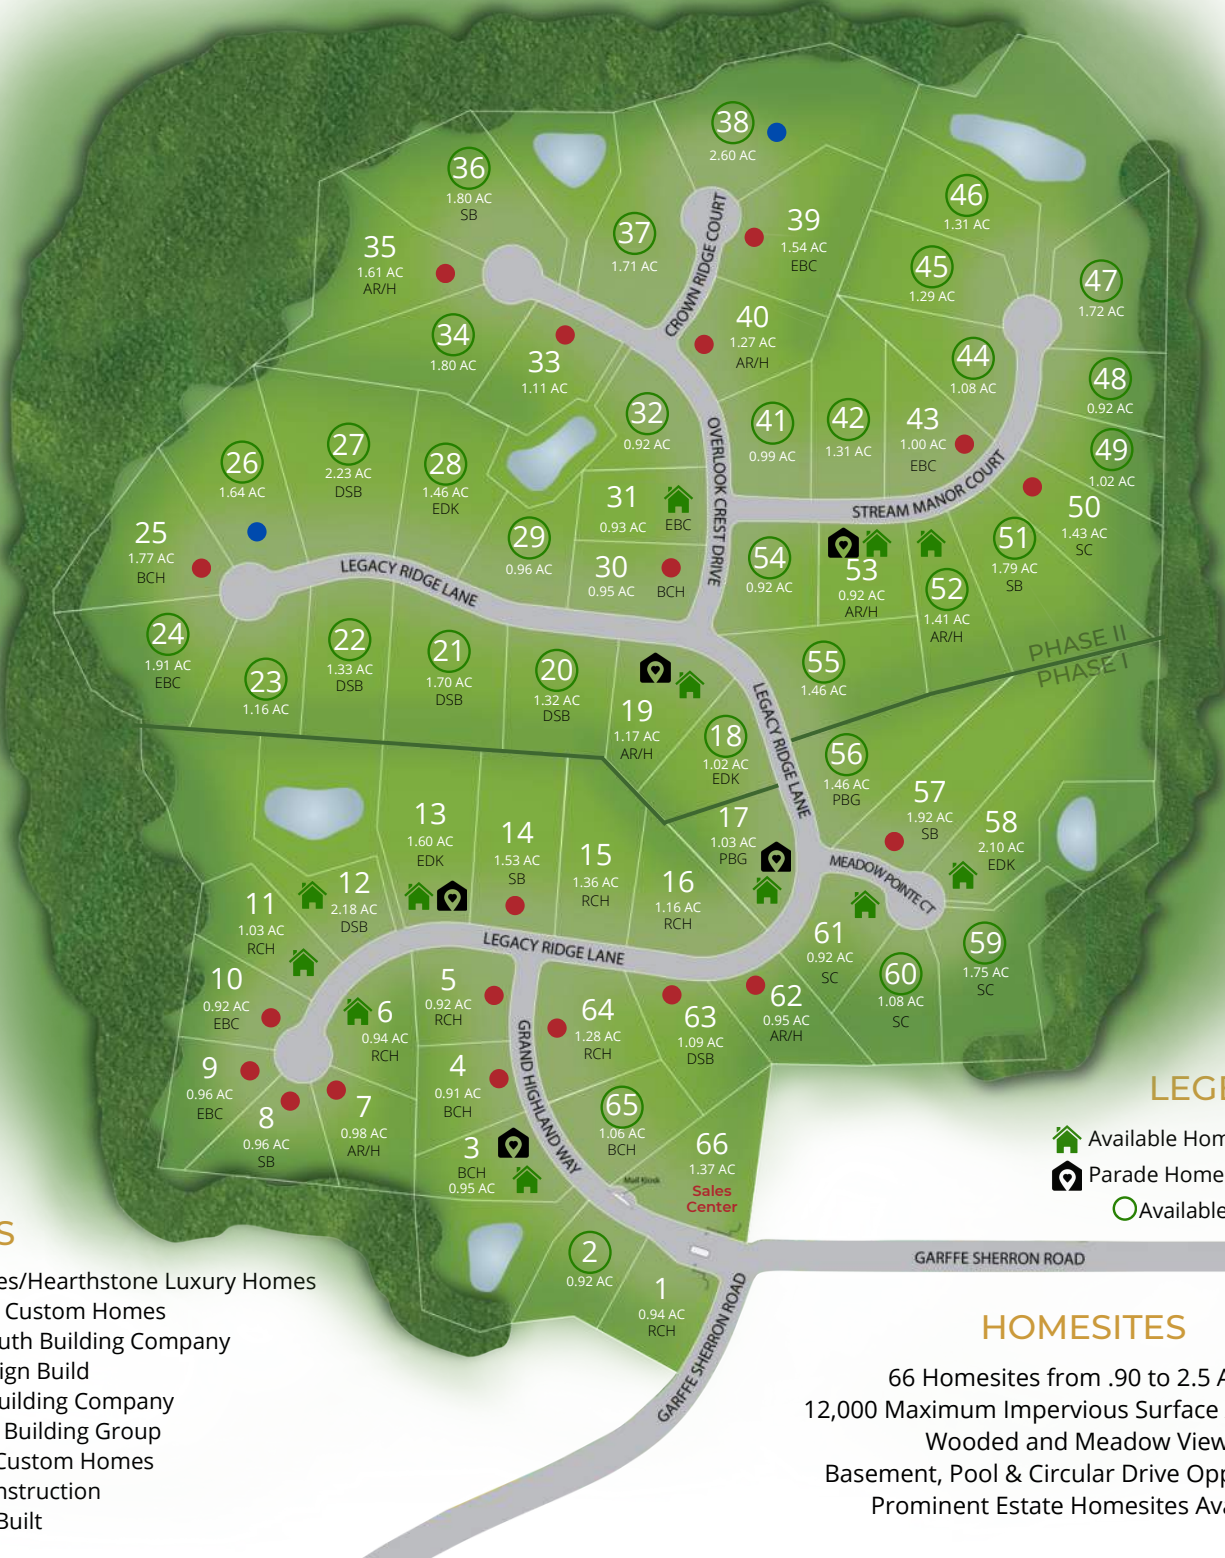 38
2.60 AC
36
1.80 AC
SB
46
1.31 AC
37
1.71 AC
CROWN RIDGE COURT
39
1.54 AC
EBC
35
1.61 AC
AR/H
45
1.29 AC
47
1.72 AC
34
1.80 AC
33
1.11 AC
40
1.27 AC
AR/H
44
1.08 AC
48
0.92 AC
32
0.92 AC
41
0.99 AC
42
1.31 AC
43
1.00 AC
EBC
49
1.02 AC
26
1.64 AC
27
2.23 AC
DSB
28
1.46 AC
EDK
OVERLOOK CREST DRIVE
STREAM MANOR COURT
31
0.93 AC
EBC
50
1.43 AC
SC
25
1.77 AC
BCH
29
0.96 AC
30
0.95 AC
BCH
54
0.92 AC
53
0.92 AC
AR/H
52
1.41 AC
AR/H
51
1.79 AC
SB
LEGACY RIDGE LANE
24
1.91 AC
EBC
23
1.16 AC
22
1.33 AC
DSB
21
1.70 AC
DSB
20
1.32 AC
DSB
55
1.46 AC
PHASE II
PHASE I
19
1.17 AC
AR/H
18
1.02 AC
EDK
LEGACY RIDGE LANE
56
1.46 AC
PBG
57
1.92 AC
SB
58
2.10 AC
EDK
13
1.60 AC
EDK
14
1.53 AC
SB
15
1.36 AC
RCH
16
1.16 AC
RCH
17
1.03 AC
PBG
MEADOW POINTE CT
11
1.03 AC
RCH
12
2.18 AC
DSB
LEGACY RIDGE LANE
61
0.92 AC
SC
59
1.75 AC
SC
60
1.08 AC
SC
10
0.92 AC
EBC
6
0.94 AC
RCH
5
0.92 AC
RCH
64
1.28 AC
RCH
63
1.09 AC
DSB
62
0.95 AC
AR/H
GRAND HIGHLAND WAY
9
0.96 AC
EBC
8
0.96 AC
SB
7
0.98 AC
AR/H
4
0.91 AC
BCH
65
1.06 AC
BCH
3
BCH
0.95 AC
66
1.37 AC
Sales
Center
Mail Kiosk
2
0.92 AC
1
0.94 AC
RCH
GARFFE SHERRON ROAD
GARFFE SHERRON ROAD
LEGE
Available Hom
Parade Home
Available
S
es/Hearthstone Luxury Homes
Custom Homes
uth Building Company
ign Build
uilding Company
Building Group
Custom Homes
nstruction
Built
HOMESITES
66 Homesites from .90 to 2.5 A
12,000 Maximum Impervious Surface
Wooded and Meadow View
Basement, Pool & Circular Drive Opp
Prominent Estate Homesites Ava